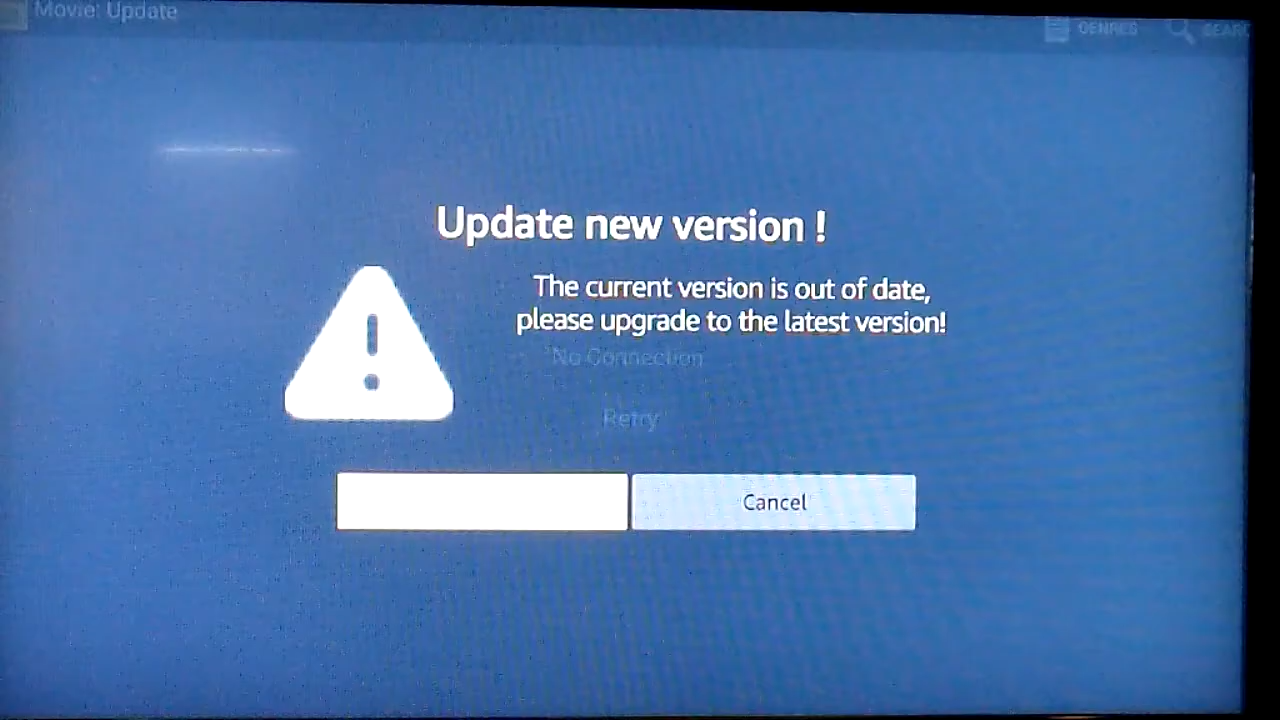 Movie: Update
GENRES
Update new version !
The current version is out of date,
please upgrade to the latest version!
No Connection
Retry
Cancel